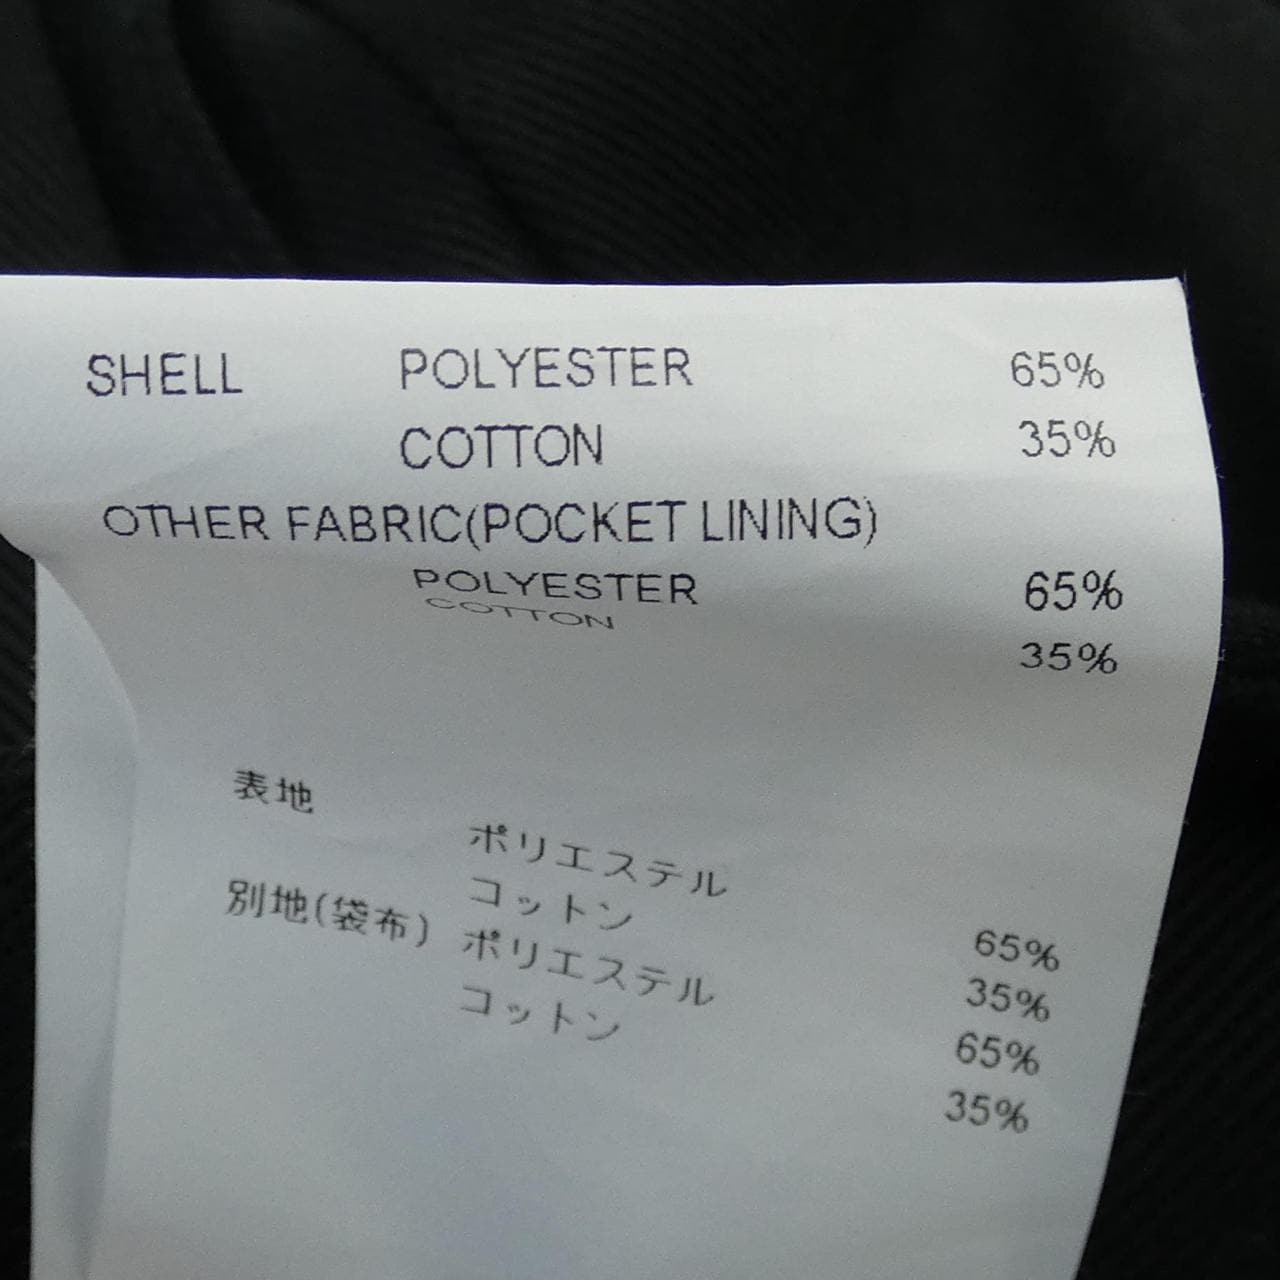 SHELL POLYESTER 65%
COTTON 35%
OTHER FABRIC(POCKET LINING)
POLYESTER 65%
COTTON 35%
表地
ポリエステル 65%
コットン 35%
別地(袋布) ポリエステル 65%
コットン 35%